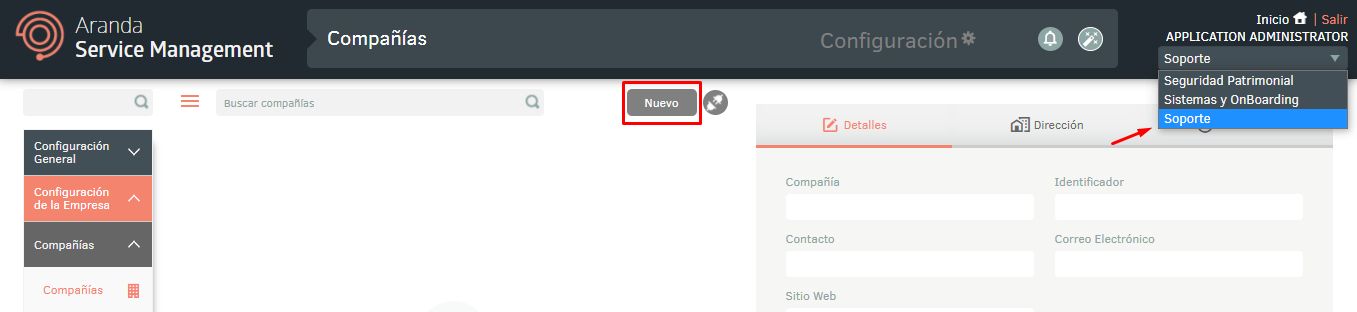 Aranda
Service Management
Compañías
Configuración
Inicio | Salir
APPLICATION ADMINISTRATOR
Soporte
Seguridad Patrimonial
Sistemas y OnBoarding
Soporte
Buscar compañías
Nuevo
Detalles
Dirección
Configuración
General
Configuración
de la Empresa
Compañías
Compañías
Compañía
Identificador
Contacto
Correo Electrónico
Sitio Web